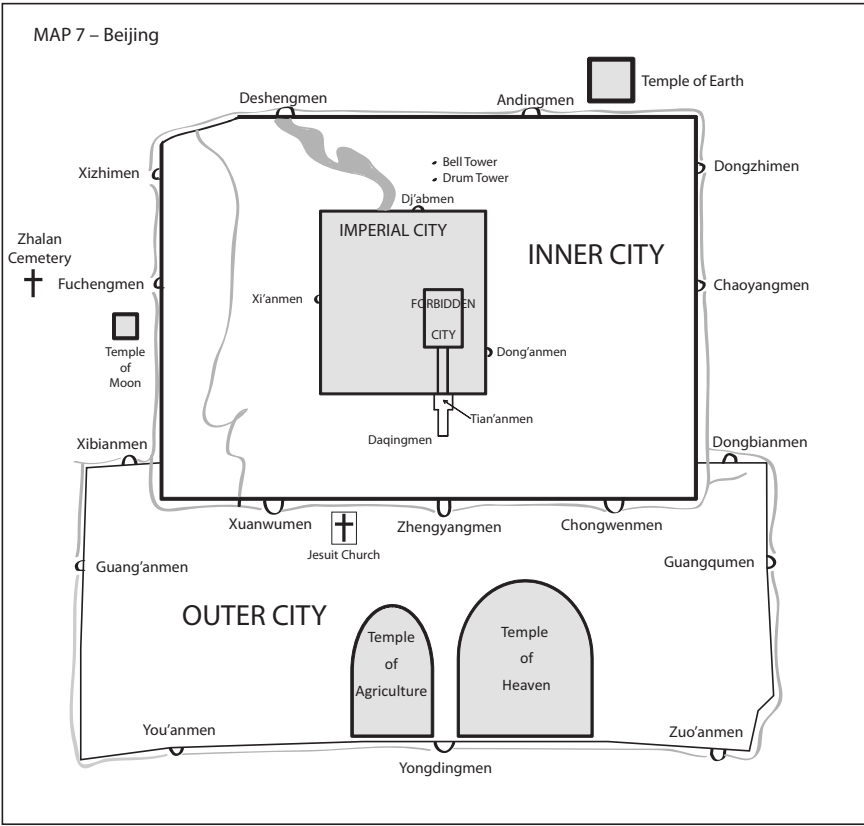 MAP 7 – Beijing
Temple of Earth
Deshengmen
Andingmen
Bell Tower
Drum Tower
Xizhimen
Dongzhimen
Dj'abmen
IMPERIAL CITY
INNER CITY
Zhalan
Cemetery
Fuchengmen
Chaoyangmen
Xi'anmen
FORBIDDEN
CITY
Temple
of
Moon
Dong'anmen
Tian'anmen
Daqingmen
Xibianmen
Dongbianmen
Xuanwumen
Zhengyangmen
Chongwenmen
Jesuit Church
Guang'anmen
Guangqumen
OUTER CITY
Temple
of
Agriculture
Temple
of
Heaven
You'anmen
Zuo'anmen
Yongdingmen